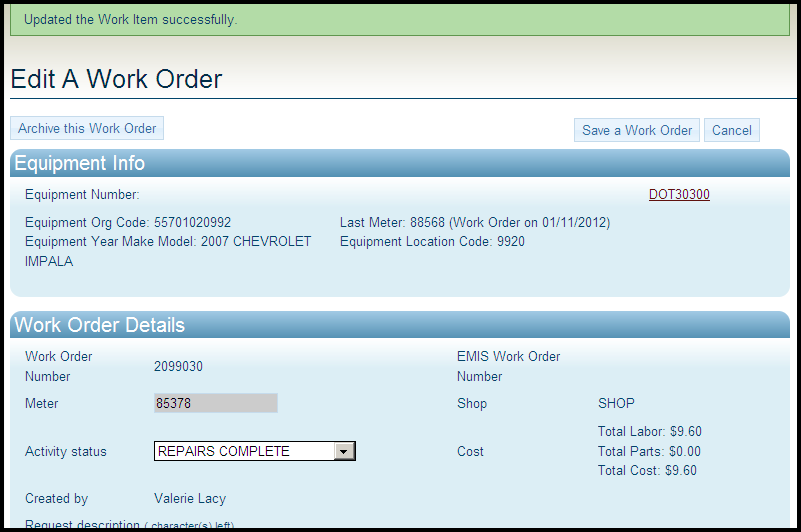 Updated the Work Item successfully.
Edit A Work Order
Archive this Work Order
Save a Work Order
Cancel
Equipment Info
Equipment Number:
DOT30300
Equipment Org Code: 55701020992
Last Meter: 88568 (Work Order on 01/11/2012)
Equipment Year Make Model: 2007 CHEVROLET
IMPALA
Equipment Location Code: 9920
Work Order Details
Work Order
Number
2099030
EMIS Work Order
Number
Meter
85378
Shop
SHOP
Activity status
REPAIRS COMPLETE
Cost
Total Labor: $9.60
Total Parts: $0.00
Total Cost: $9.60
Created by
Valerie Lacy
Request description ( character(s) left)